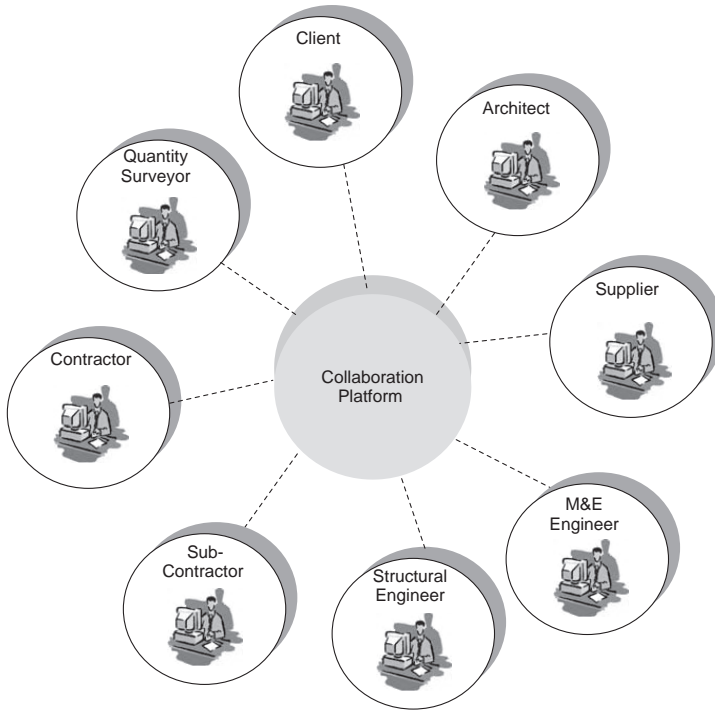 Client
Architect
Quantity
Surveyor
Supplier
Contractor
Collaboration
Platform
M&E
Engineer
Sub-
Contractor
Structural
Engineer